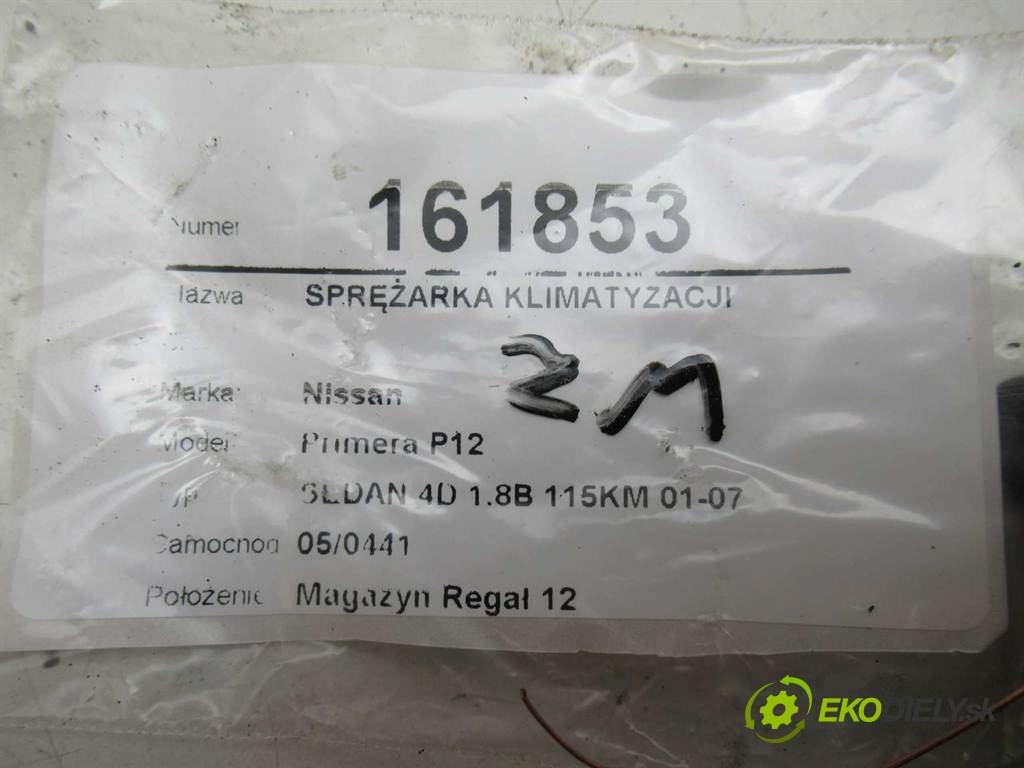 Numer 161853
Nazwa SPRĘŻARKA KLIMATYZACJI
ZM
Marka: Nissan
Model: Primera P12
Typ SEDAN 4D 1.8B 115KM 01-07
Samochód 05/0441
Położenie Magazyn Regał 12
EKODIELY.sk